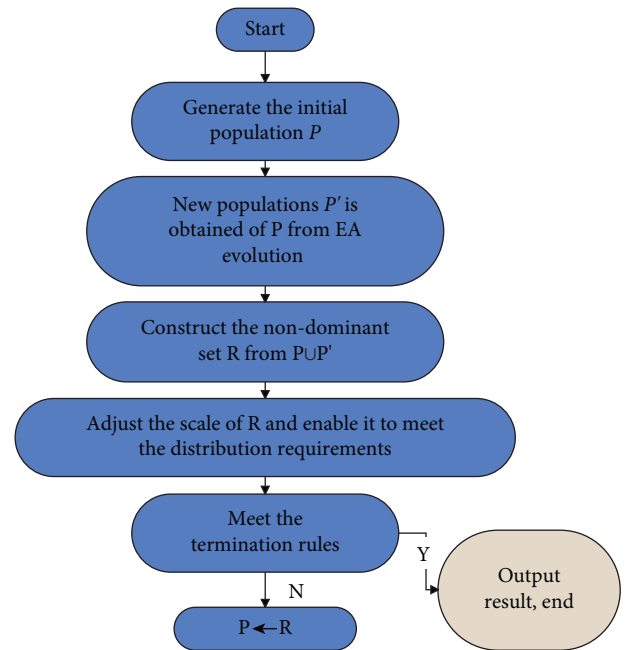 Start
Generate the initial
population P
New populations P' is
obtained of P from EA
evolution
Construct the non-dominant
set R from P∪P'
Adjust the scale of R and enable it to meet
the distribution requirements
Meet the
termination rules
Y
Output
result, end
N
P←R